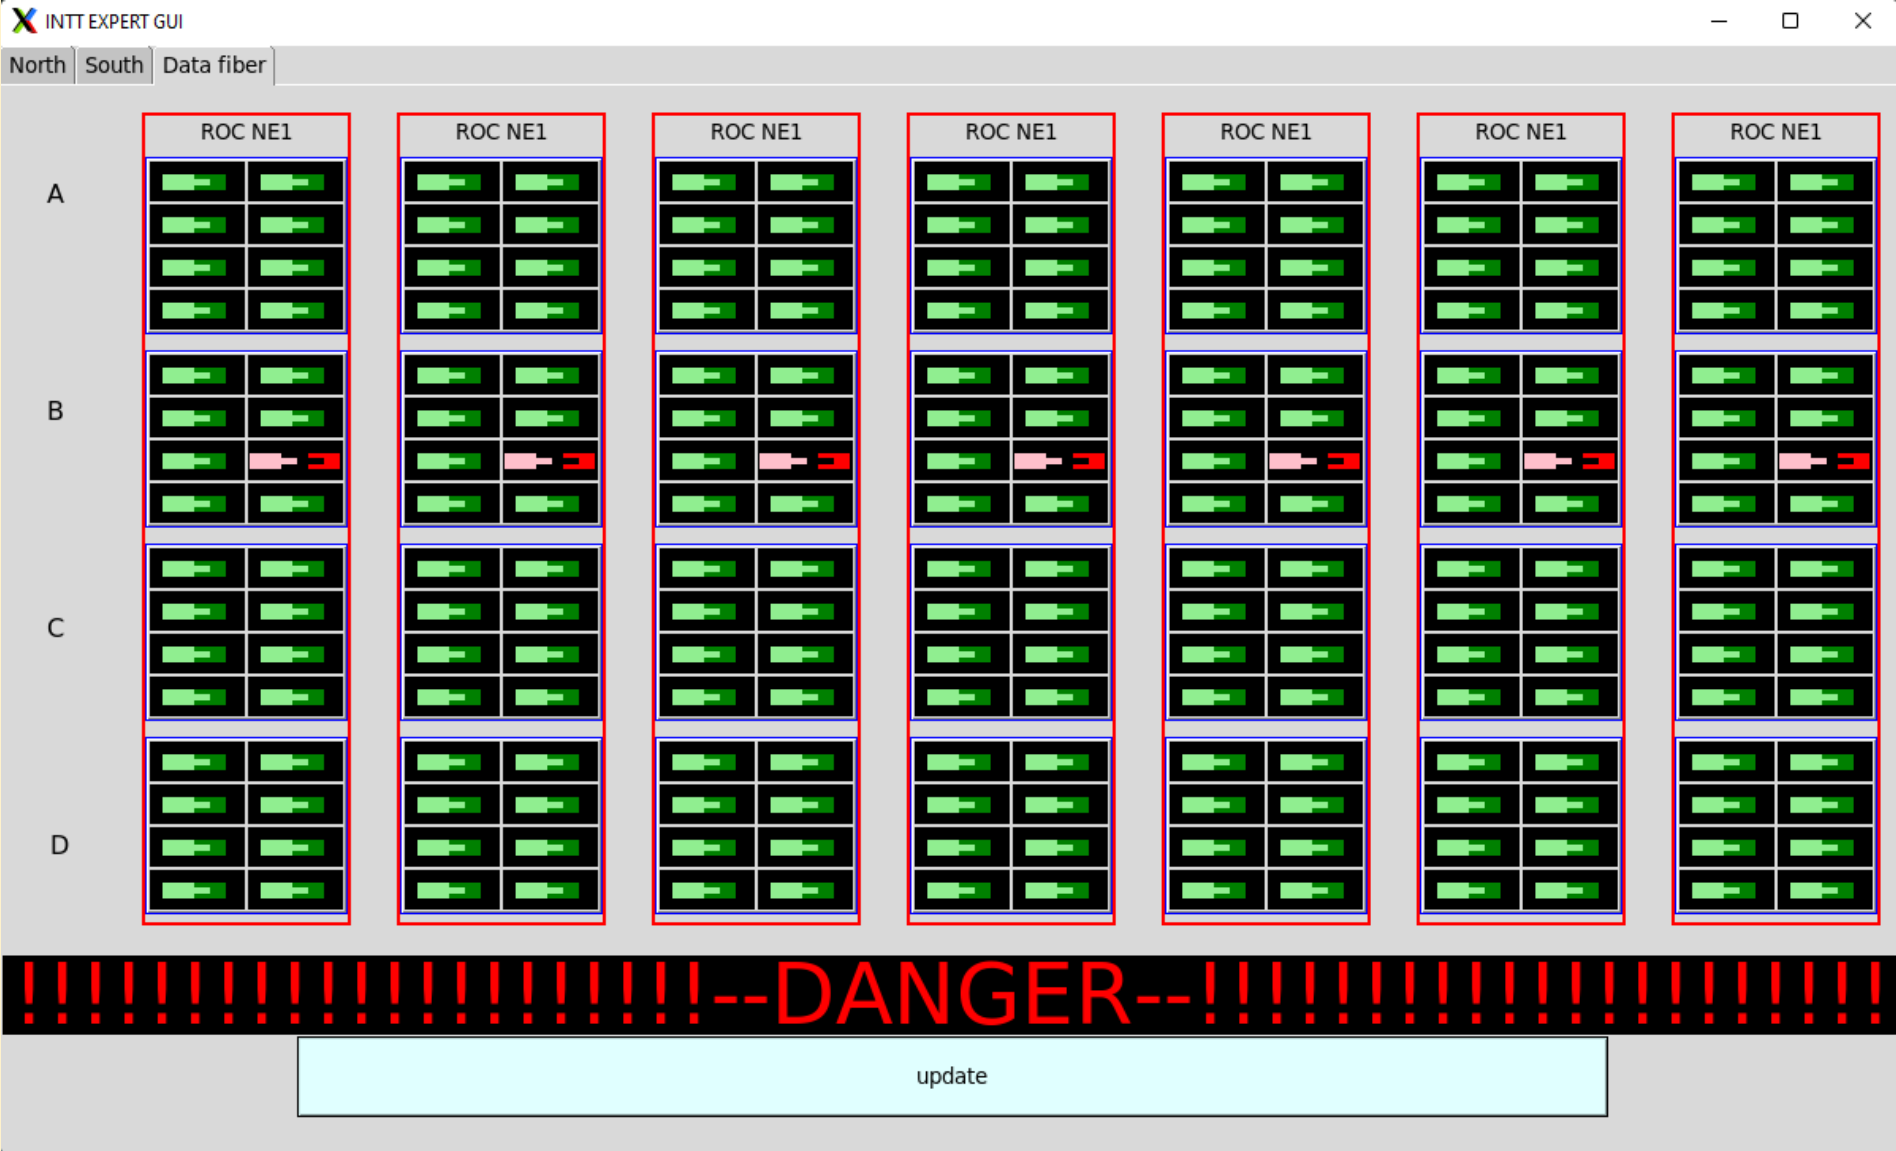 INTT EXPERT GUI
North South Data fiber
ROC NE1 ROC NE1 ROC NE1 ROC NE1 ROC NE1 ROC NE1 ROC NE1
A
B
C
D
!!!!!!!!!!!!!!!!!!!!!--DANGER--!!!!!!!!!!!!!!!!!!!!!
update